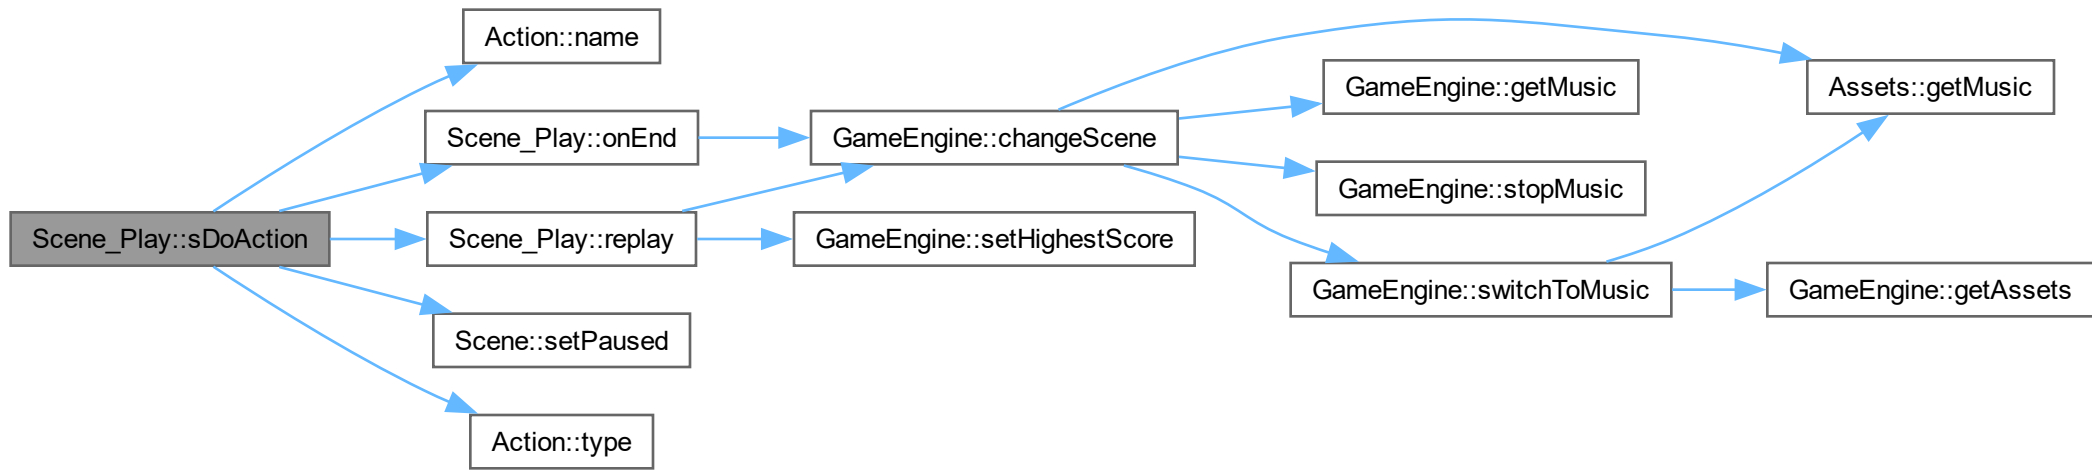 Action::name
Scene_Play::onEnd
GameEngine::changeScene
GameEngine::getMusic
Assets::getMusic
GameEngine::stopMusic
Scene_Play::sDoAction
Scene_Play::replay
GameEngine::setHighestScore
GameEngine::switchToMusic
GameEngine::getAssets
Scene::setPaused
Action::type